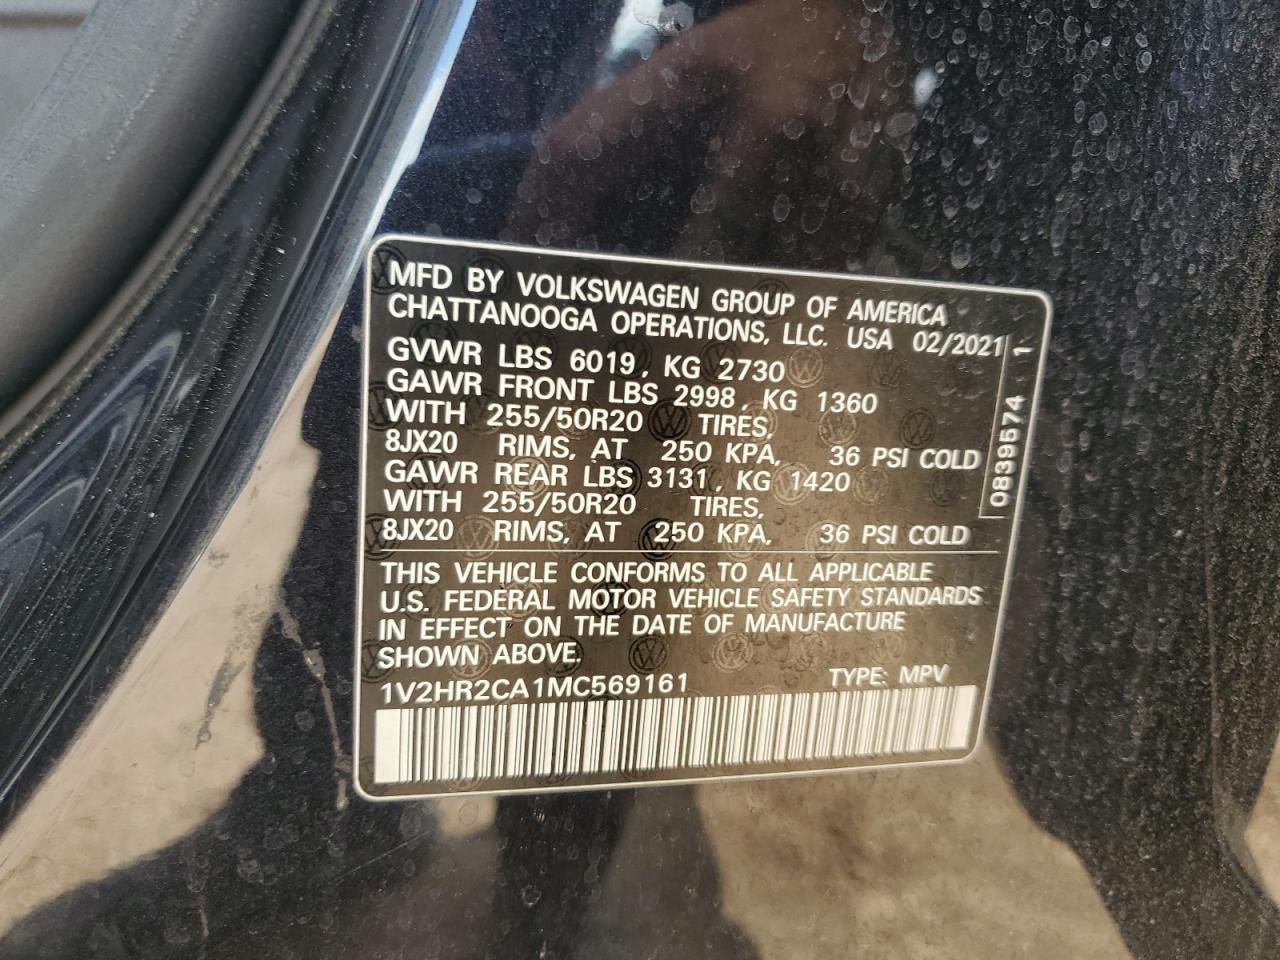 MFD BY VOLKSWAGEN GROUP OF AMERICA
CHATTANOOGA OPERATIONS, LLC. USA 02/2021
GVWR LBS 6019, KG 2730
GAWR FRONT LBS 2998, KG 1360
WITH 255/50R20 TIRES,
8JX20 RIMS, AT 250 KPA, 36 PSI COLD
GAWR REAR LBS 3131, KG 1420
WITH 255/50R20 TIRES,
8JX20 RIMS, AT 250 KPA, 36 PSI COLD
0839574 1
THIS VEHICLE CONFORMS TO ALL APPLICABLE
U.S. FEDERAL MOTOR VEHICLE SAFETY STANDARDS
IN EFFECT ON THE DATE OF MANUFACTURE
SHOWN ABOVE.
1V2HR2CA1MC569161 TYPE: MPV